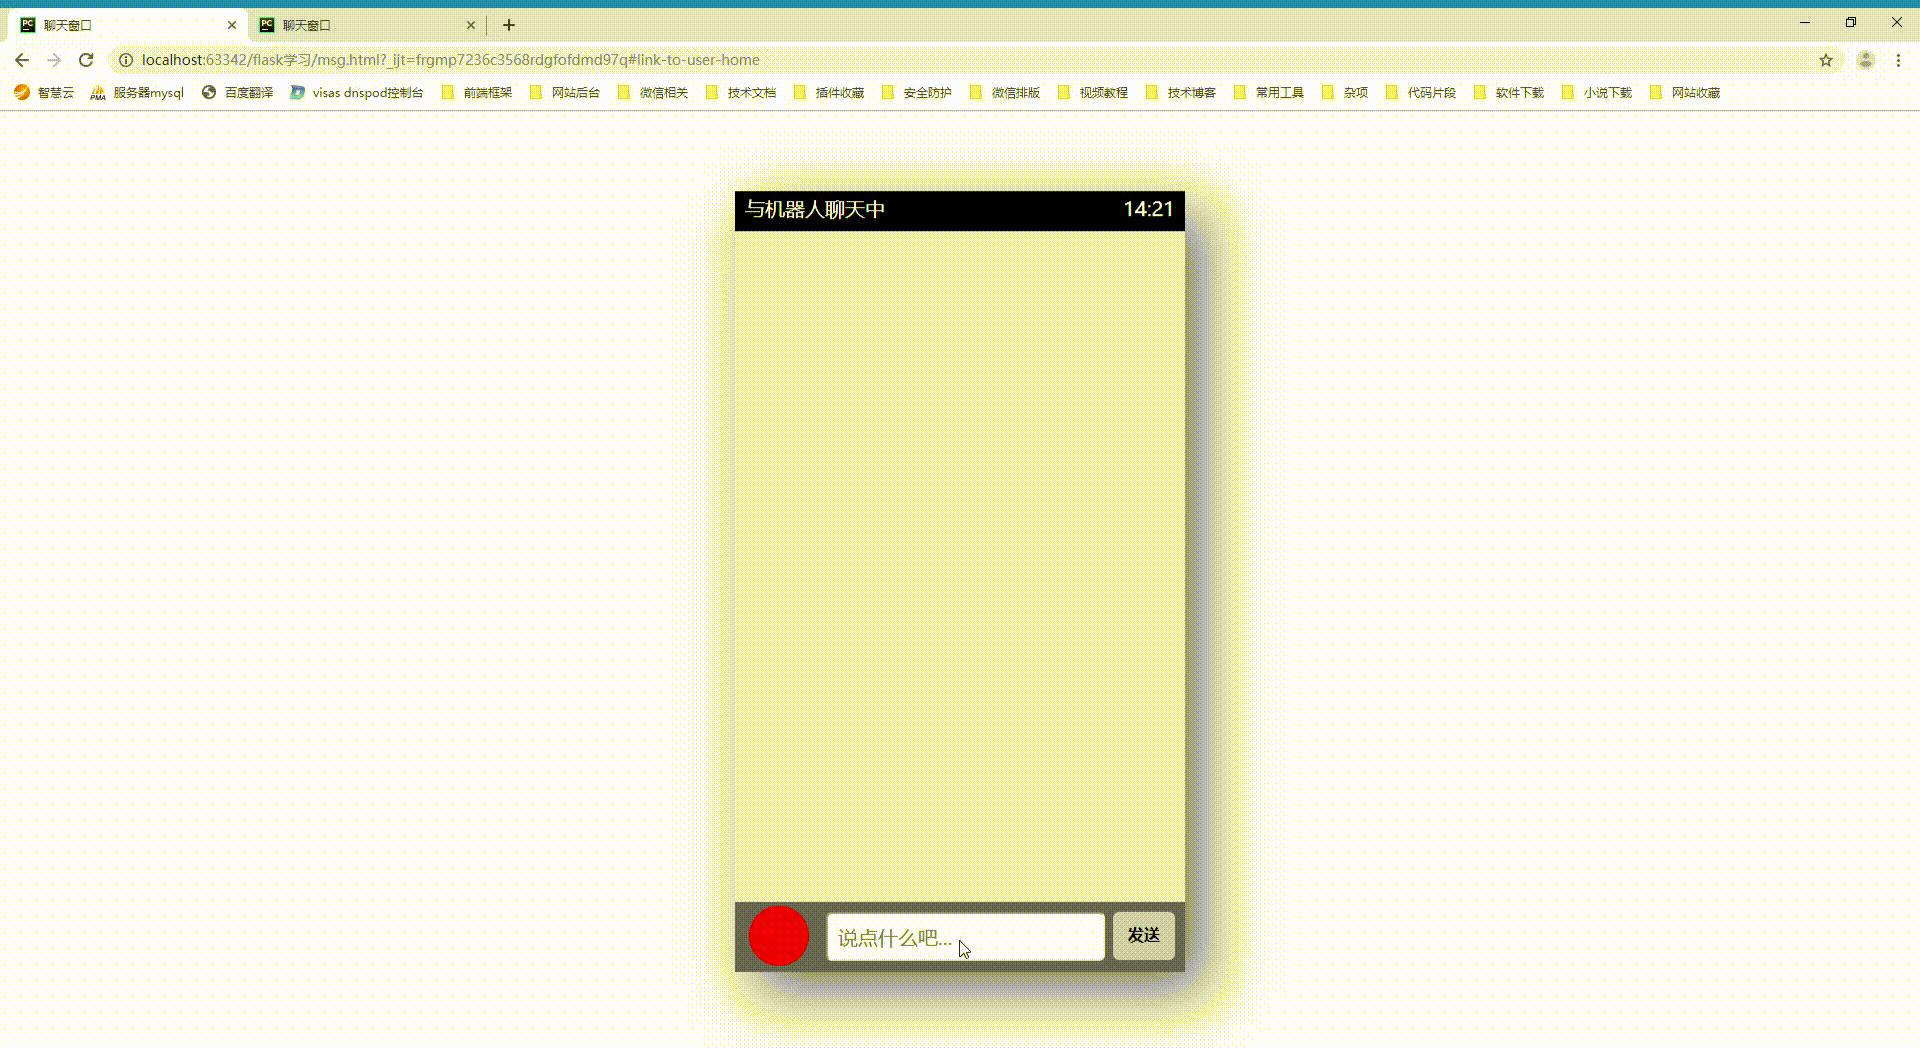 聊天窗口 聊天窗口
localhost:63342/flask学习/msg.html?_ijt=frgmp7236c3568rdgfofdmd97q#link-to-user-home
智慧云 PMA 服务器mysql 百度翻译 visas dnspod控制台 前端框架 网站后台 微信相关 技术文档 插件收藏 安全防护 微信排版 视频教程 技术博客 常用工具 杂项 代码片段 软件下载 小说下载 网站收藏
与机器人聊天中 14:21
说点什么吧... 发送